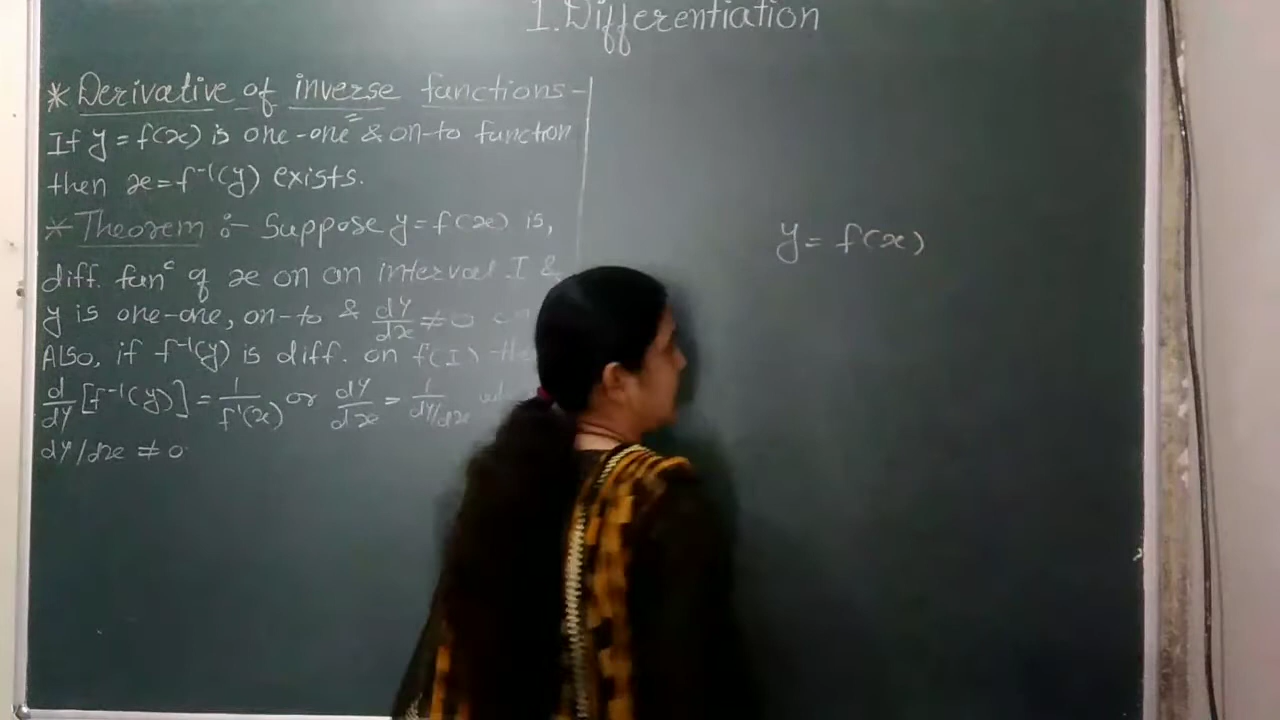 1. Differentiation
* Derivative of inverse functions -
If y = f(x) is one-one & on-to function
then x = f⁻¹(y) exists.
* Theorem :- Suppose y = f(x) is,
diff. funᶜ of x on an interval I &
y is one-one, on-to & dy/dx ≠ 0
Also, if f⁻¹(y) is diff. on f(I)
d/dy [f⁻¹(y)] = 1/f'(x) or dy/dx = 1/dy/dx
dy/dx ≠ 0
y = f(x)